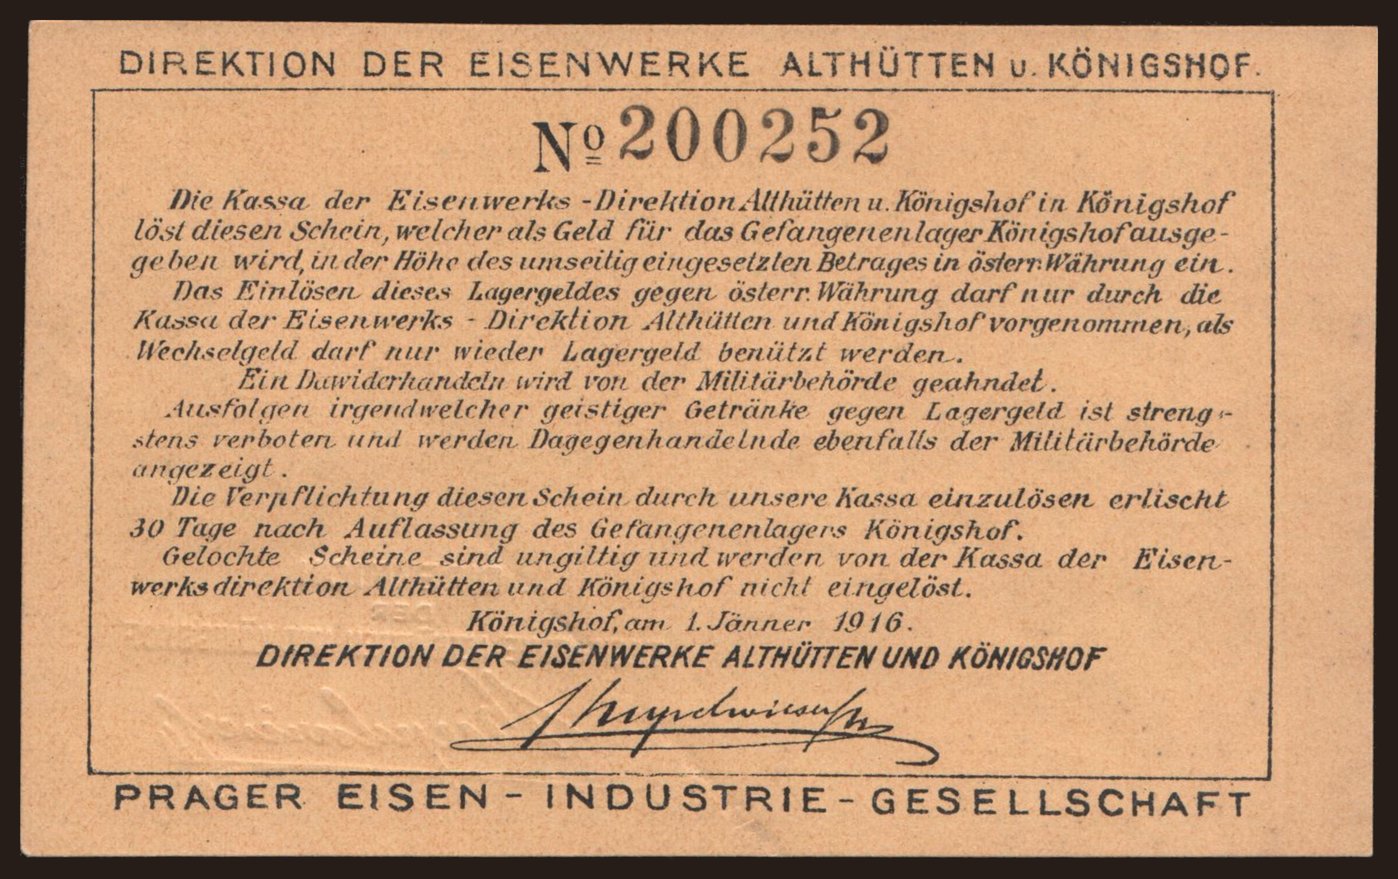 DIREKTION DER EISENWERKE ALTHÜTTEN u. KÖNIGSHOF.
No 200252
Die Kassa der Eisenwerks - Direktion Althütten u. Königshof in Königshof
löst diesen Schein, welcher als Geld für das Gefangenenlager Königshof ausge-
geben wird, in der Höhe des umseitig eingesetzten Betrages in österr. Währung ein.
Das Einlösen dieses Lagergeldes gegen österr. Währung darf nur durch die
Kassa der Eisenwerks - Direktion Althütten und Königshof vorgenommen, als
Wechselgeld darf nur wieder Lagergeld benützt werden.
Ein Dawiderhandeln wird von der Militärbehörde geahndet.
Ausfolgen irgendwelcher geistiger Getränke gegen Lagergeld ist streng-
stens verboten und werden Dagegenhandelnde ebenfalls der Militärbehörde
angezeigt.
Die Verpflichtung diesen Schein durch unsere Kassa einzulösen erlischt
30 Tage nach Auflassung des Gefangenenlagers Königshof.
Gelochte Scheine sind ungiltig und werden von der Kassa der Eisen-
werksdirektion Althütten und Königshof nicht eingelöst.
Königshof, am 1. Jänner 1916.
DIREKTION DER EISENWERKE ALTHÜTTEN UND KÖNIGSHOF
PRAGER EISEN - INDUSTRIE - GESELLSCHAFT